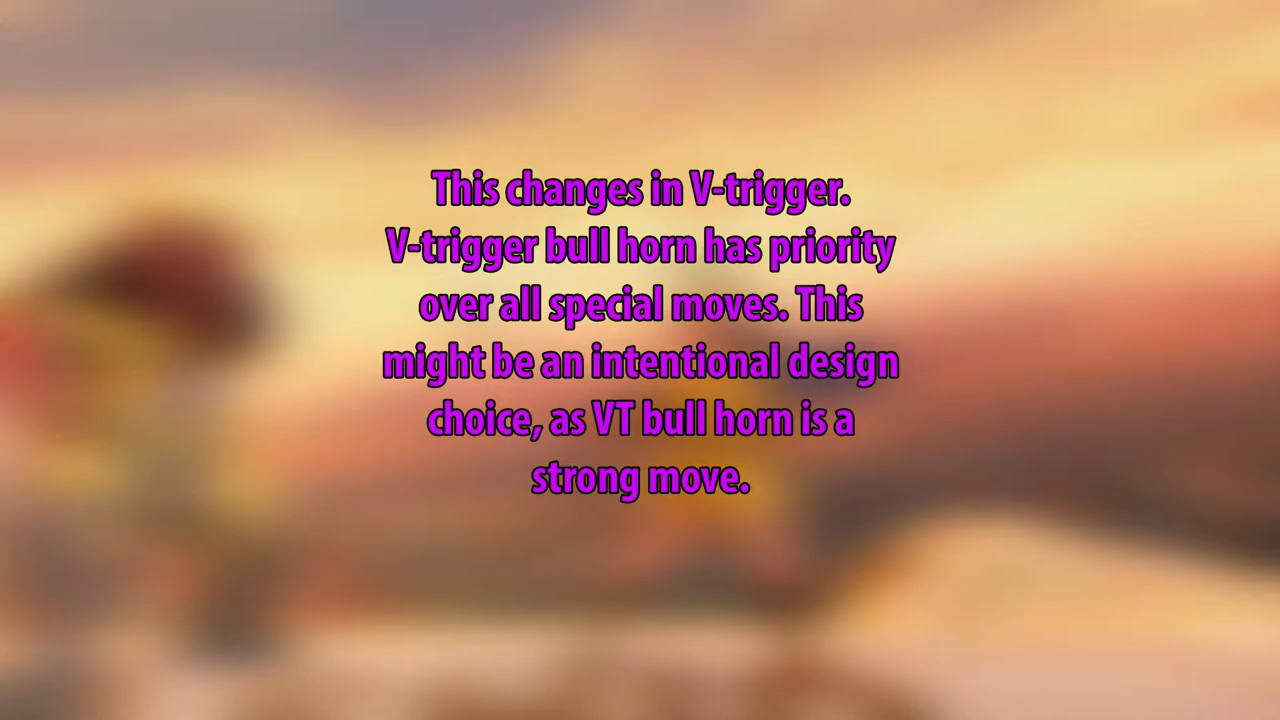 This changes in V-trigger.
V-trigger bull horn has priority
over all special moves. This
might be an intentional design
choice, as VT bull horn is a
strong move.